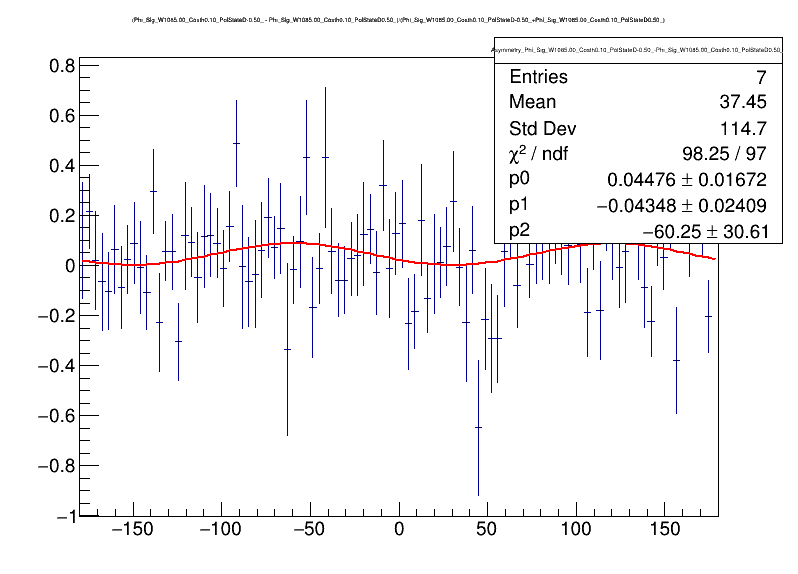 (Phi_Sig_W1085.00_Costh0.10_PolStateD-0.50_ - Phi_Sig_W1085.00_Costh0.10_PolStateD0.50_)/(Phi_Sig_W1085.00_Costh0.10_PolStateD-0.50_+Phi_Sig_W1085.00_Costh0.10_PolStateD0.50_)
Asymmetry_Phi_Sig_W1085.00_Costh0.10_PolStateD-0.50_-Phi_Sig_W1085.00_Costh0.10_PolStateD0.50_
Entries 7
Mean 37.45
Std Dev 114.7
χ² / ndf 98.25 / 97
p0 0.04476 ± 0.01672
p1 −0.04348 ± 0.02409
p2 −60.25 ± 30.61
0.8
0.6
0.4
0.2
0
−0.2
−0.4
−0.6
−0.8
−1
−150 −100 −50 0 50 100 150